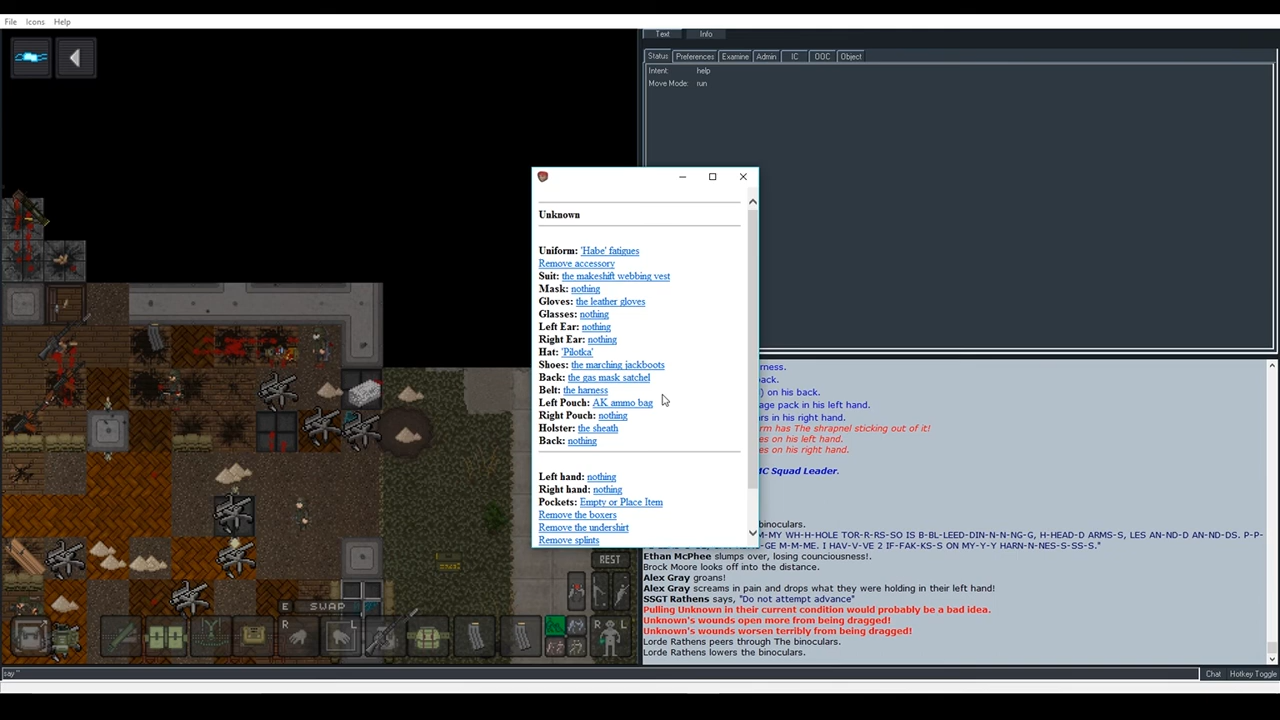 File Icons Help
Text Info
Status Preferences Examine Admin IC OOC Object
Intent: help
Move Mode: run
Unknown
Uniform: 'Habe' fatigues
Remove accessory
Suit: the makeshift webbing vest
Mask: nothing
Gloves: the leather gloves
Glasses: nothing
Left Ear: nothing
Right Ear: nothing
Hat: 'Pilotka'
Shoes: the marching jackboots
Back: the gas mask satchel
Belt: the harness
Left Pouch: AK ammo bag
Right Pouch: nothing
Holster: the sheath
Back: nothing
Left hand: nothing
Right hand: nothing
Pockets: Empty or Place Item
Remove the boxers
Remove the undershirt
Remove splints
rness.
ack.
) on his back.
age pack in his left hand.
ars in his right hand.
rm has The shrapnel sticking out of it!
es on his left hand.
es on his right hand.
MC Squad Leader.
binoculars.
M-MY WH-H-HOLE TOR-R-RS-SO IS B-BL-LEED-DIN-N-NG-G, H-HEAD-D ARMS-S, LES AN-ND-D AN-ND-DS. P-P-
-GE M-M-ME. I HAV-V-VE 2 IF-FAK-KS-S ON MY-Y-Y HARN-N-NES-S-SS-S."
Ethan McPhee slumps over, losing counciousness!.
Brock Moore looks off into the distance.
Alex Gray groans!
Alex Gray screams in pain and drops what they were holding in their left hand!
SSGT Rathens says, "Do not attempt advance"
Pulling Unknown in their current condition would probably be a bad idea.
Unknown's wounds open more from being dragged!
Unknown's wounds worsen terribly from being dragged!
Lorde Rathens peers through The binoculars.
Lorde Rathens lowers the binoculars.
REST
E SWAP
R L R L
say "
Chat Hotkey Toggle